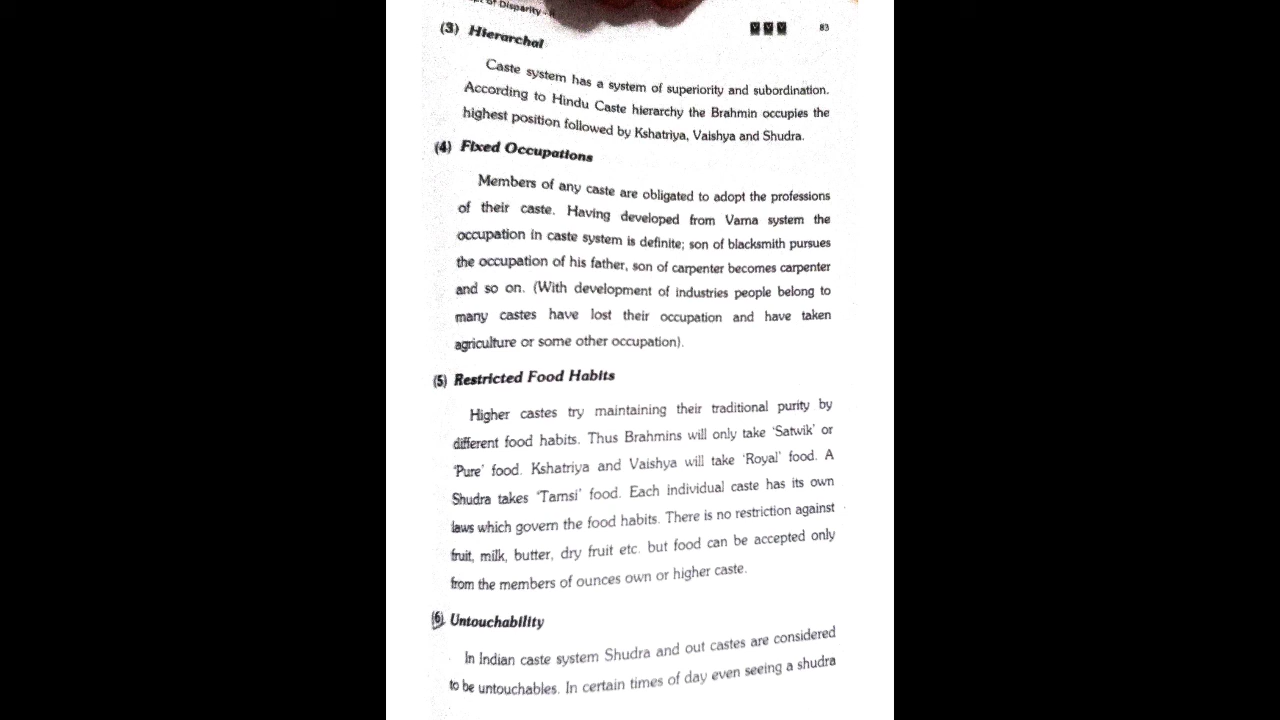 of Disparity -
83
(3) Hierarchal
Caste system has a system of superiority and subordination.
According to Hindu Caste hierarchy the Brahmin occupies the
highest position followed by Kshatriya, Vaishya and Shudra.
(4) Fixed Occupations
Members of any caste are obligated to adopt the professions
of their caste. Having developed from Varna system the
occupation in caste system is definite; son of blacksmith pursues
the occupation of his father, son of carpenter becomes carpenter
and so on. (With development of industries people belong to
many castes have lost their occupation and have taken
agriculture or some other occupation).
(5) Restricted Food Habits
Higher castes try maintaining their traditional purity by
different food habits. Thus Brahmins will only take 'Satwik' or
'Pure' food. Kshatriya and Vaishya will take 'Royal' food. A
Shudra takes 'Tamsi' food. Each individual caste has its own
laws which govern the food habits. There is no restriction against
fruit, milk, butter, dry fruit etc. but food can be accepted only
from the members of ounces own or higher caste.
(6) Untouchability
In Indian caste system Shudra and out castes are considered
to be untouchables. In certain times of day even seeing a shudra